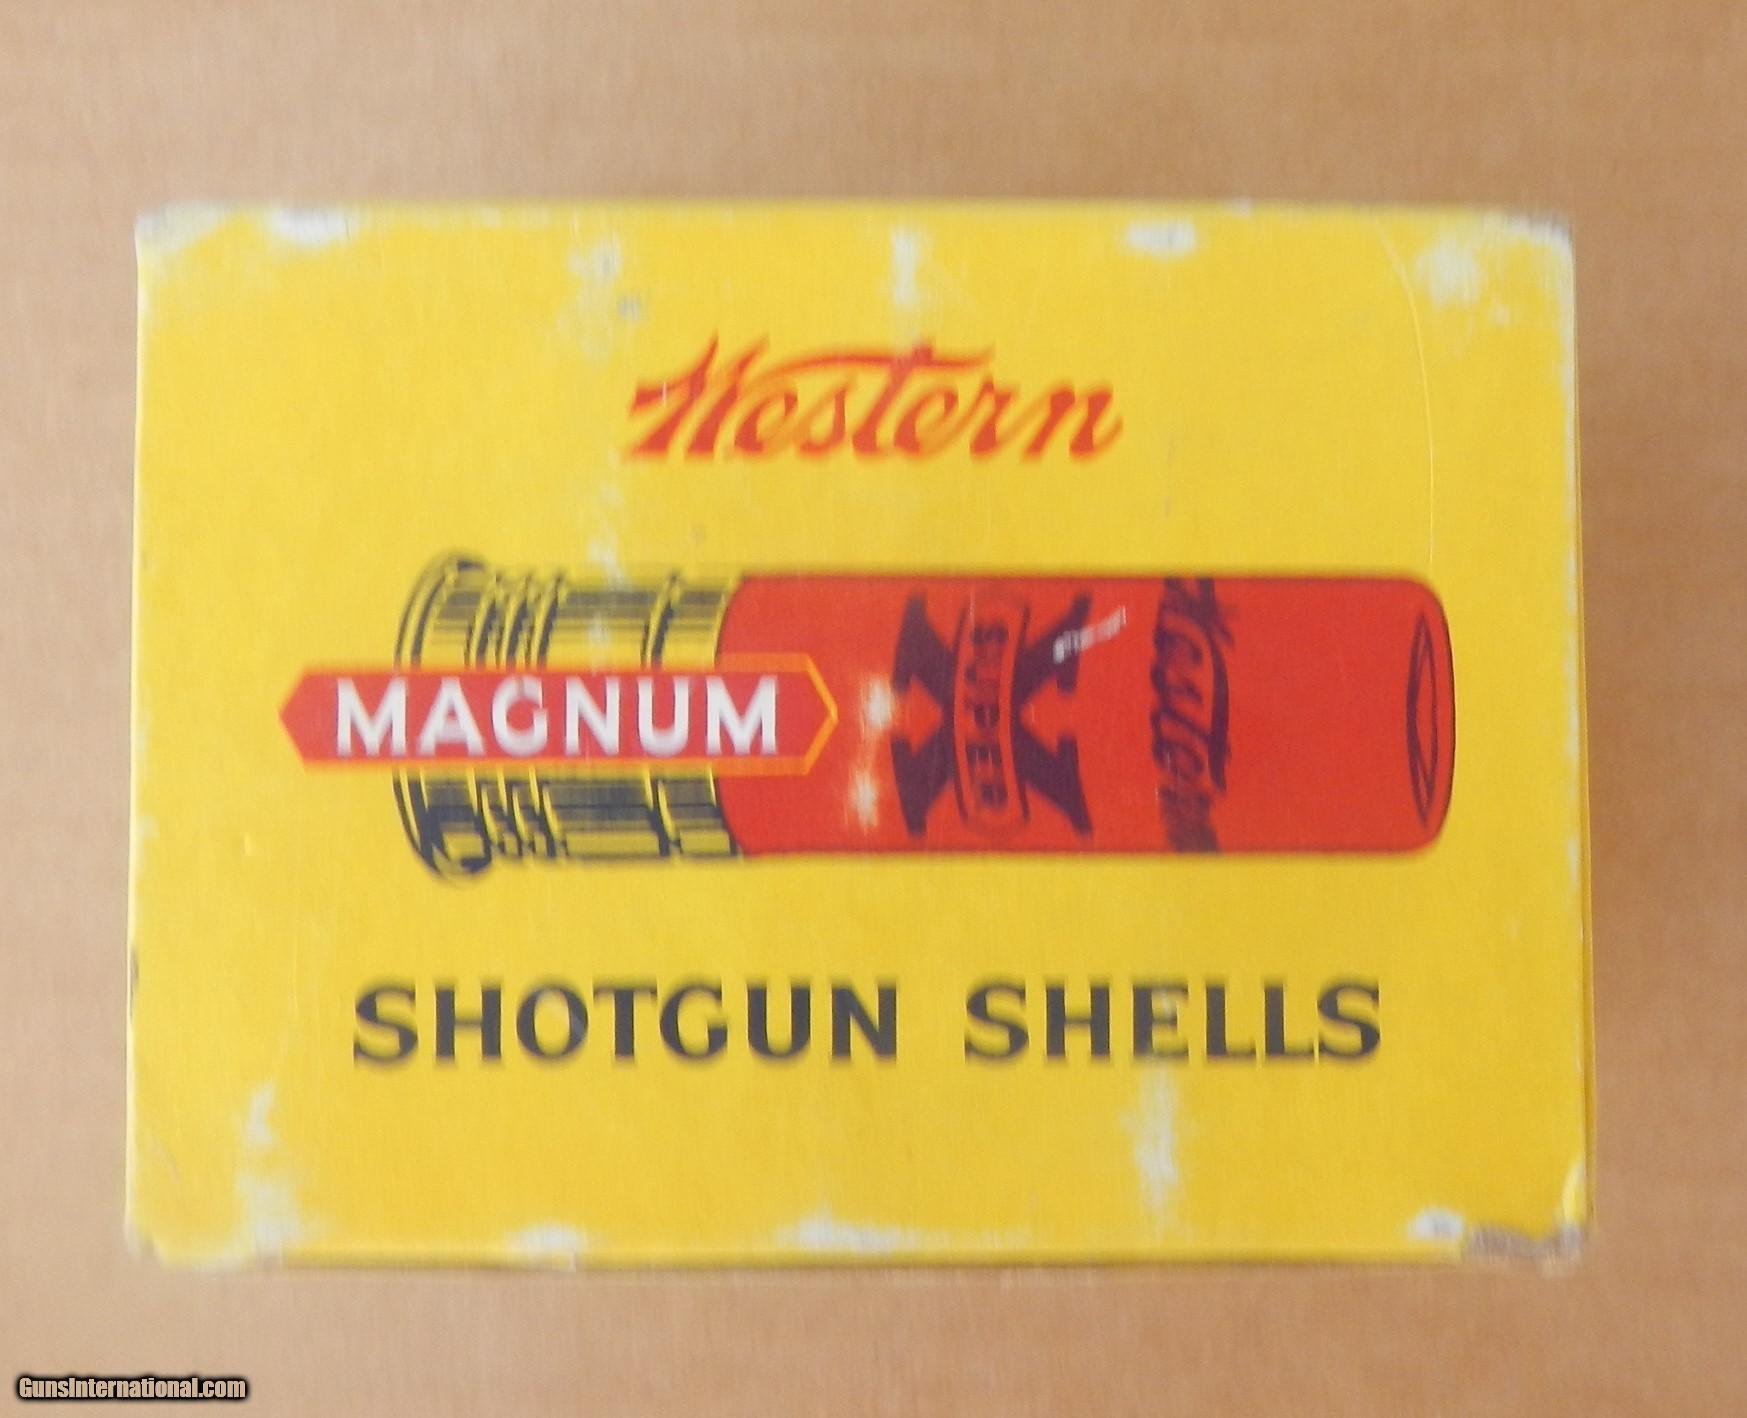 Western
MAGNUM
SUPER
X
Western
SHOTGUN SHELLS
GunsInternational.com